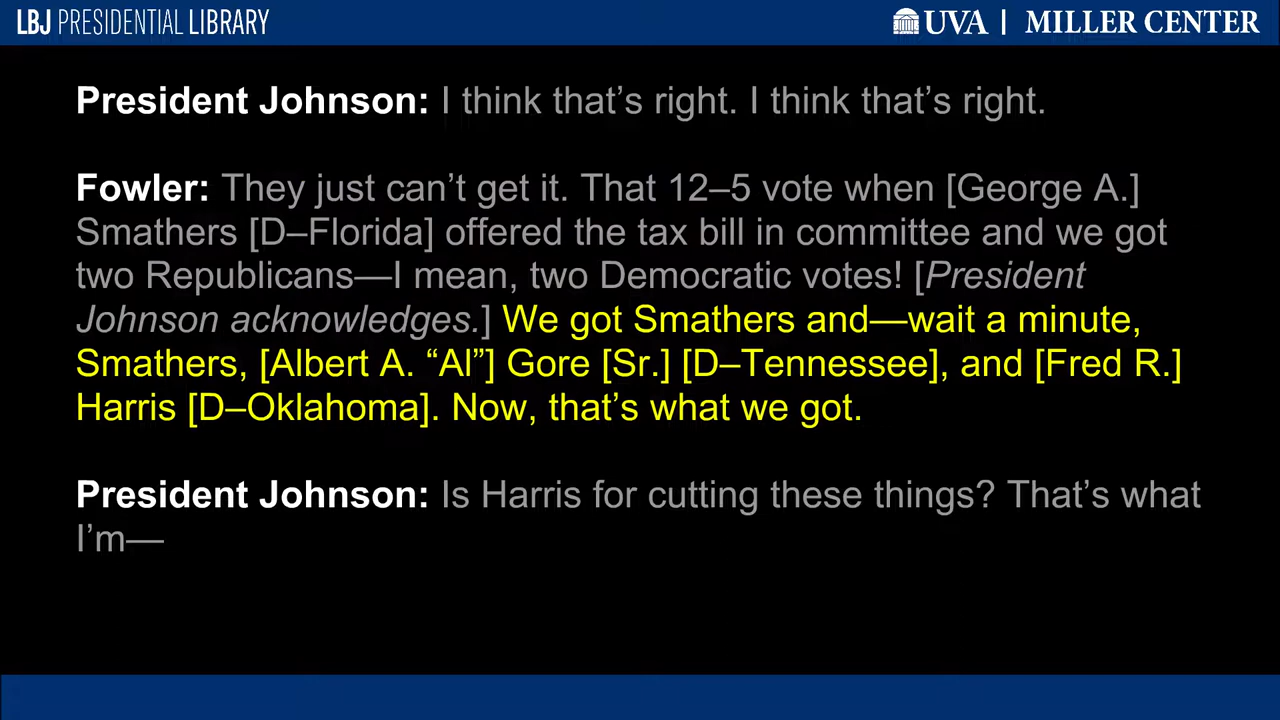 LBJ PRESIDENTIAL LIBRARY
UVA | MILLER CENTER
President Johnson: I think that’s right. I think that’s right.
Fowler: They just can’t get it. That 12–5 vote when [George A.]
Smathers [D–Florida] offered the tax bill in committee and we got
two Republicans—I mean, two Democratic votes! [President
Johnson acknowledges.] We got Smathers and—wait a minute,
Smathers, [Albert A. “Al”] Gore [Sr.] [D–Tennessee], and [Fred R.]
Harris [D–Oklahoma]. Now, that’s what we got.
President Johnson: Is Harris for cutting these things? That’s what
I’m—